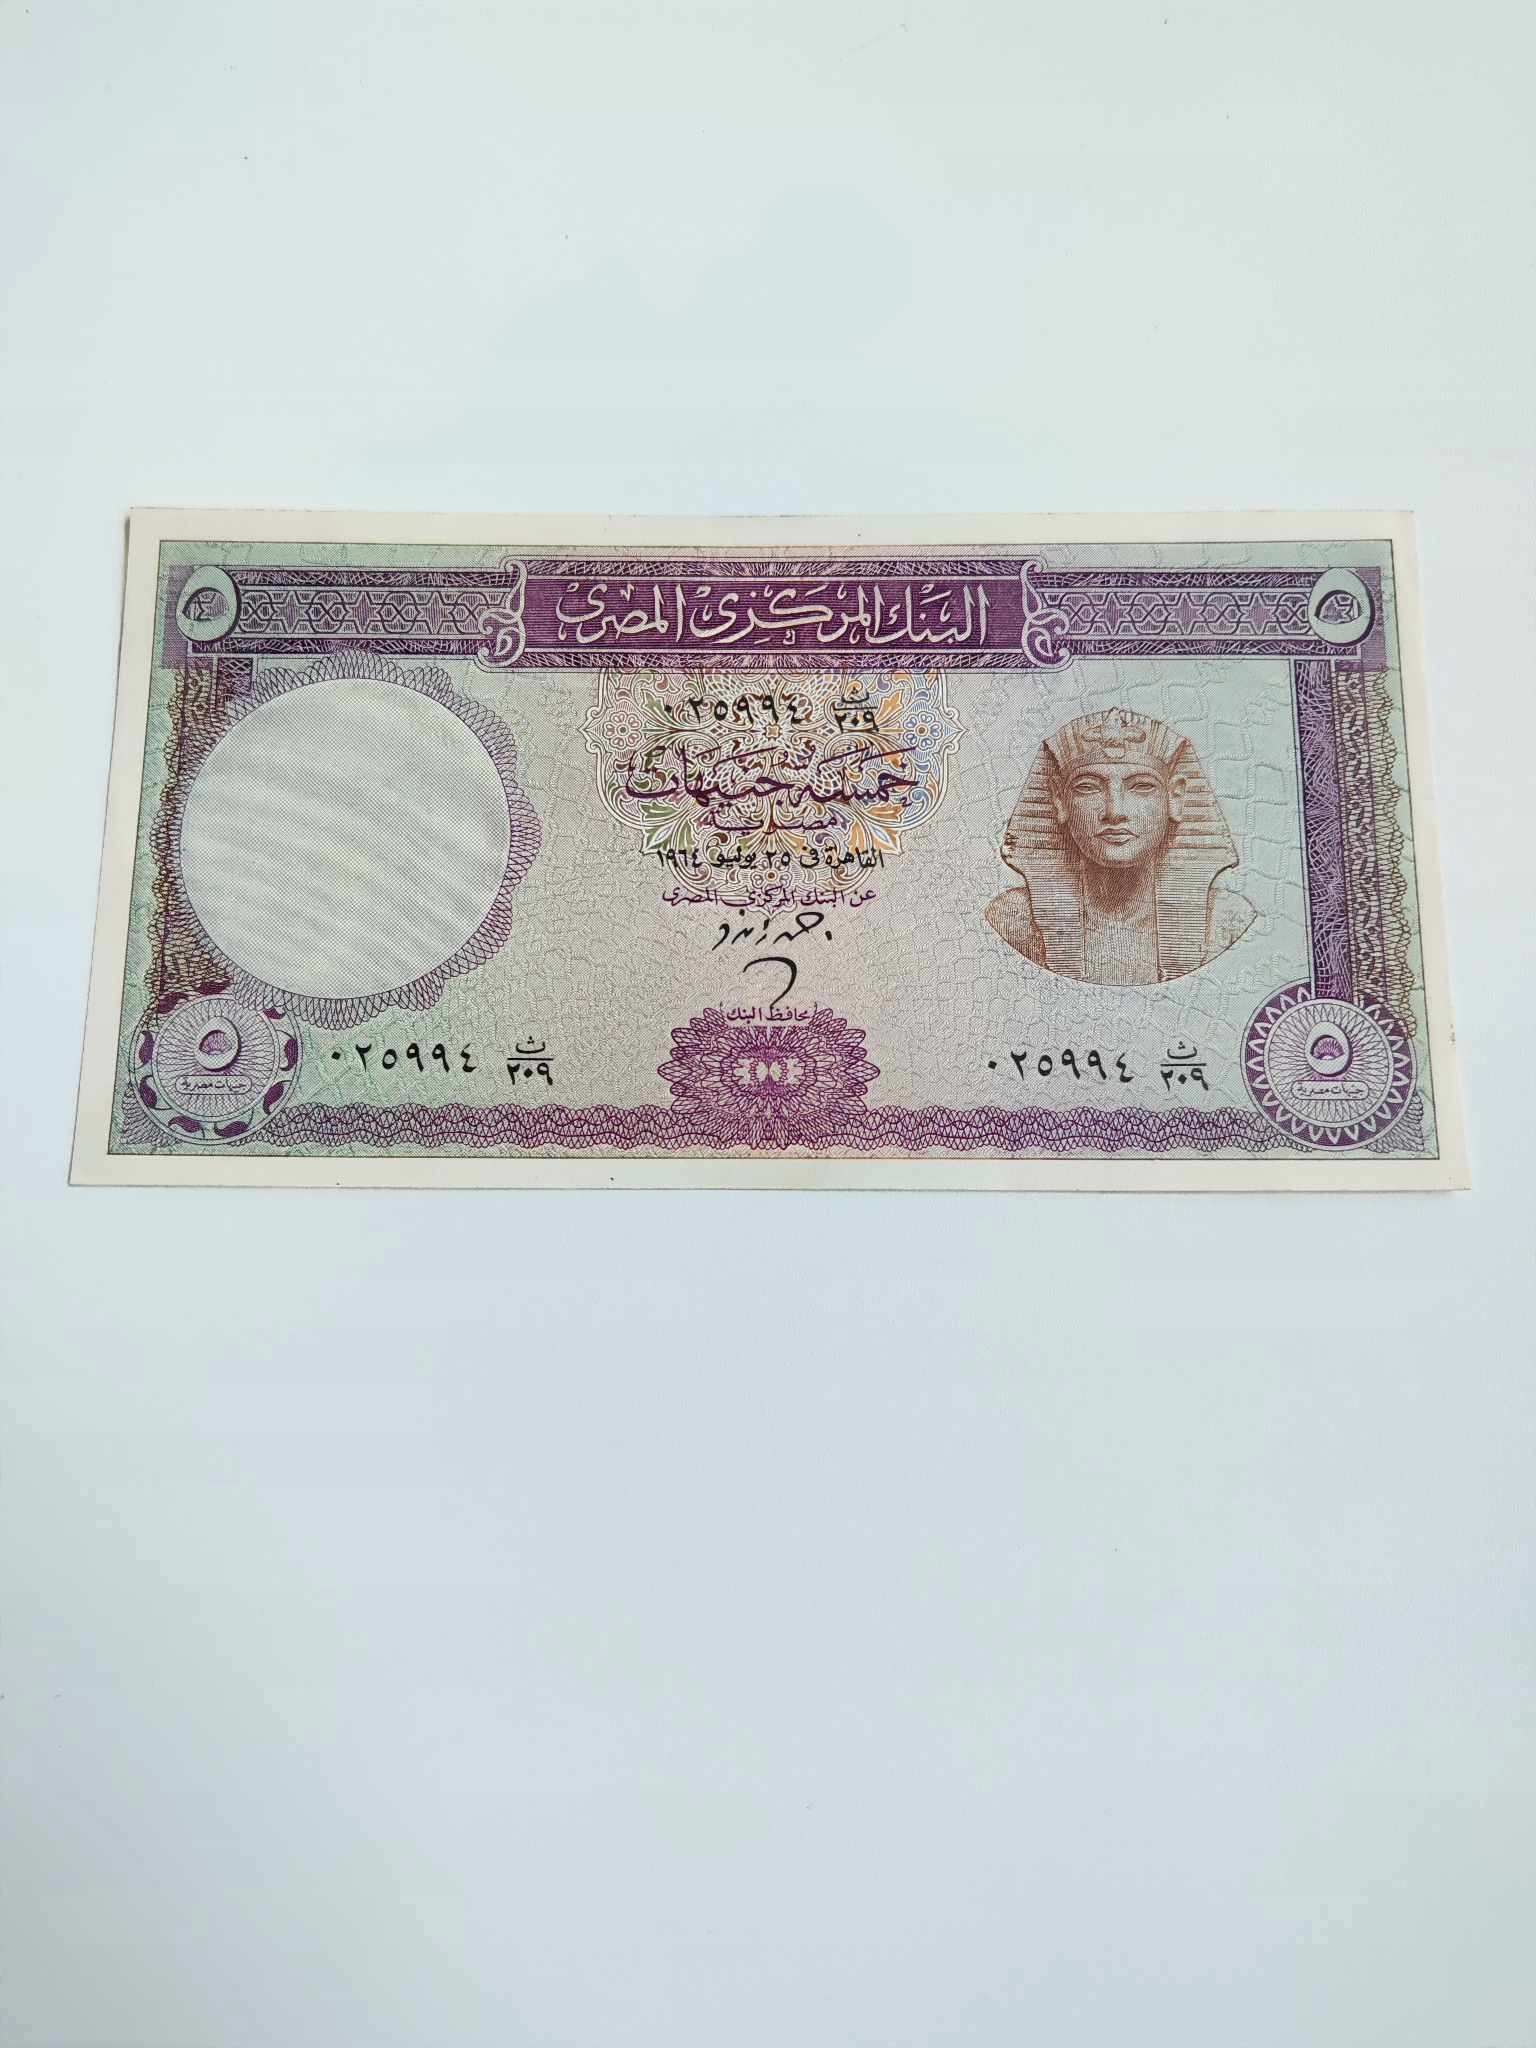 ٥ البنك المركزي المصري ٥
٠٢٥٩٩٤ ث/٢٠٩
خمسة جنيهات
مصرية
القاهرة في ٢٥ يوليو ١٩٦٤
عن البنك المركزي المصري
محافظ البنك
٠٢٥٩٩٤ ث/٢٠٩
٠٢٥٩٩٤ ث/٢٠٩
٥
جنيهات مصرية
٥
جنيهات مصرية